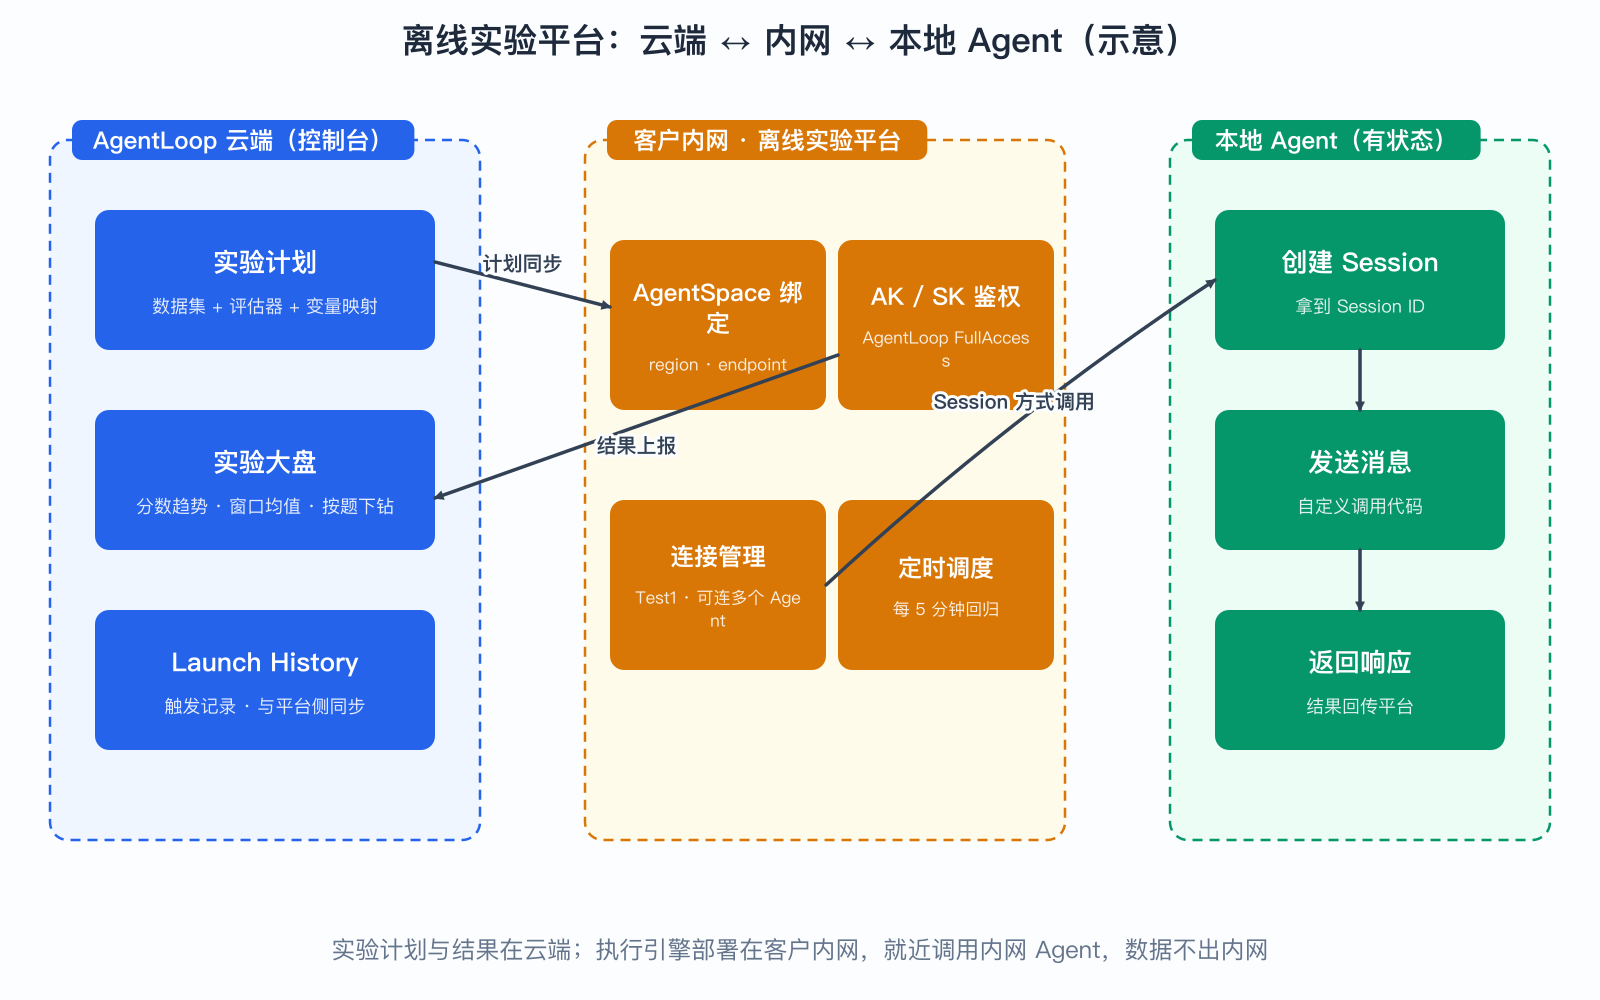 离线实验平台：云端 ↔ 内网 ↔ 本地 Agent（示意）
AgentLoop 云端（控制台）
实验计划
数据集 + 评估器 + 变量映射
实验大盘
分数趋势 · 窗口均值 · 按题下钻
Launch History
触发记录 · 与平台侧同步
计划同步
结果上报
客户内网 · 离线实验平台
AgentSpace 绑
定
region · endpoint
AK / SK 鉴权
AgentLoop FullAcces
s
Session 方式调用
连接管理
Test1 · 可连多个 Age
nt
定时调度
每 5 分钟回归
本地 Agent（有状态）
创建 Session
拿到 Session ID
发送消息
自定义调用代码
返回响应
结果回传平台
实验计划与结果在云端；执行引擎部署在客户内网，就近调用内网 Agent，数据不出内网